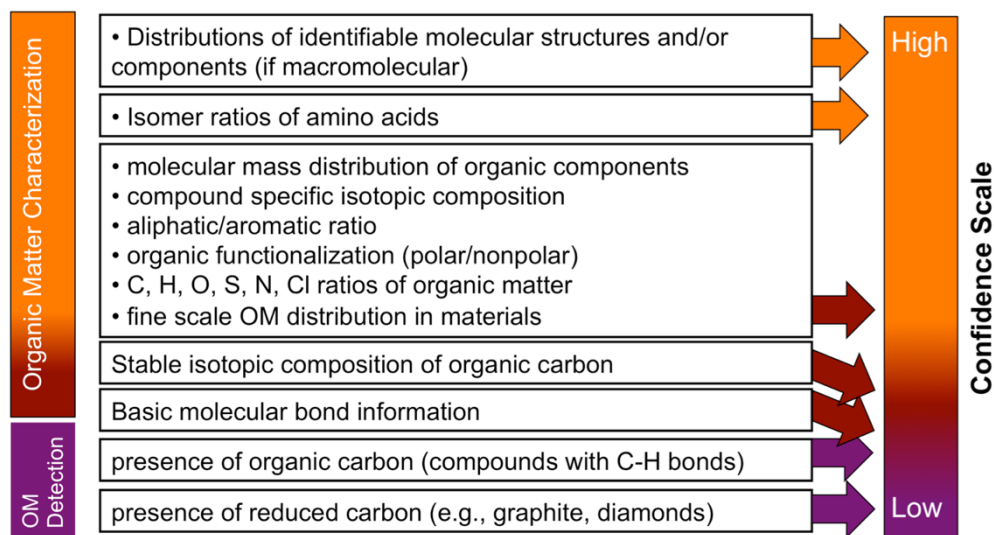 Organic Matter Characterization
OM
Detection
• Distributions of identifiable molecular structures and/or
components (if macromolecular)
• Isomer ratios of amino acids
• molecular mass distribution of organic components
• compound specific isotopic composition
• aliphatic/aromatic ratio
• organic functionalization (polar/nonpolar)
• C, H, O, S, N, Cl ratios of organic matter
• fine scale OM distribution in materials
Stable isotopic composition of organic carbon
Basic molecular bond information
presence of organic carbon (compounds with C-H bonds)
presence of reduced carbon (e.g., graphite, diamonds)
High
Low
Confidence Scale